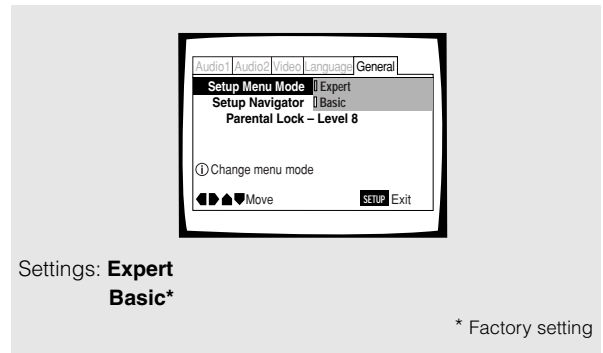 Audio1 Audio2 Video Language General
Setup Menu Mode Expert
Setup Navigator Basic
Parental Lock – Level 8
ⓘ Change menu mode
Move SETUP Exit
Settings: Expert
Basic*
* Factory setting